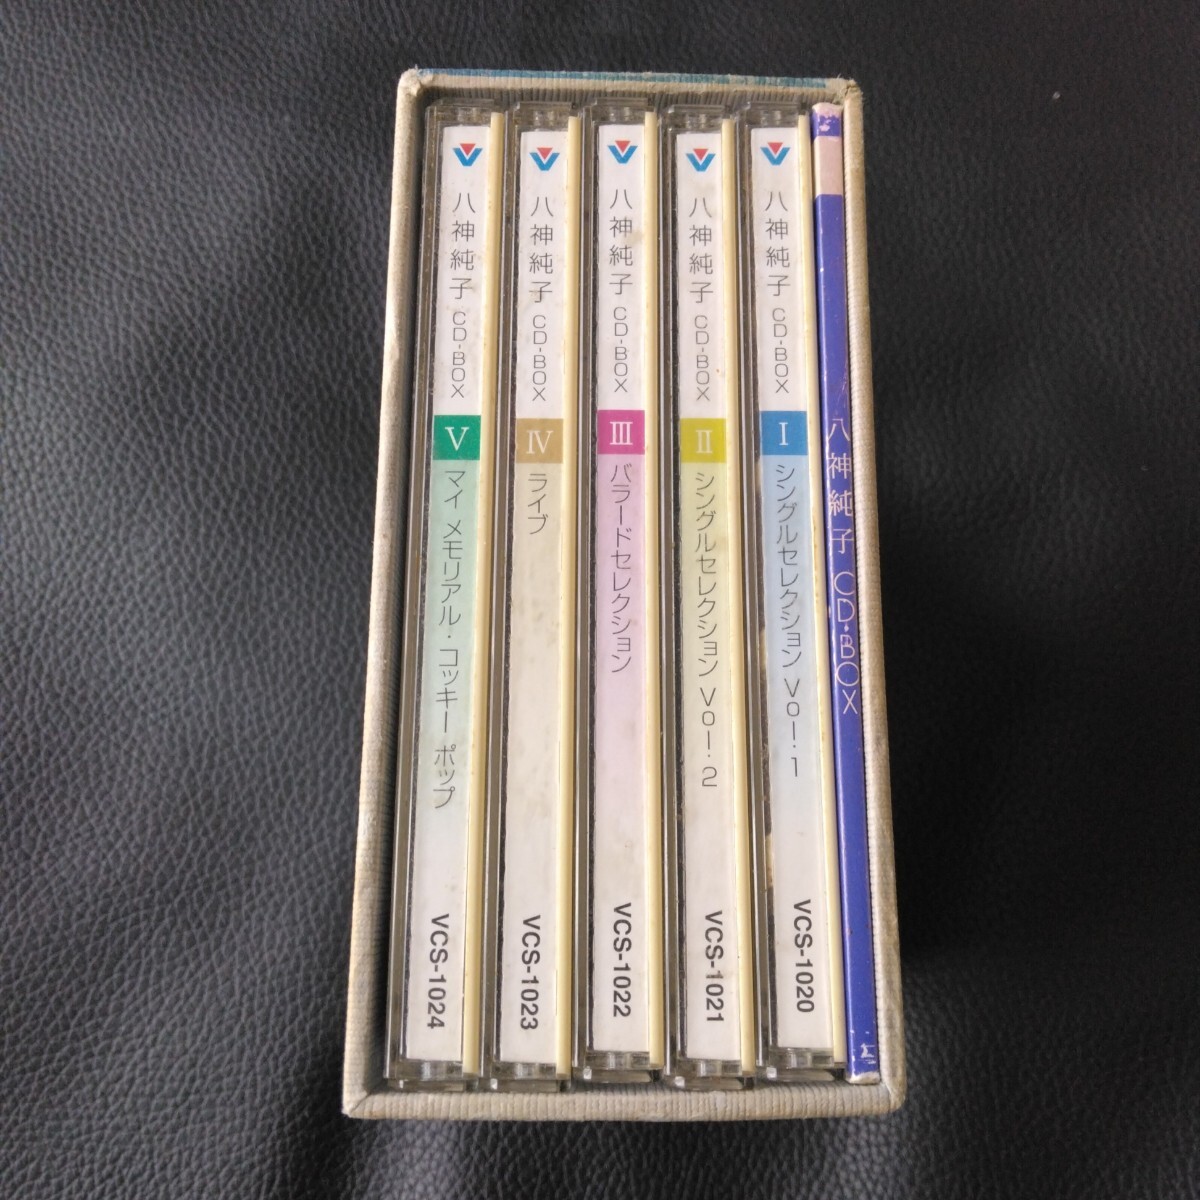 八神純子 CD-BOX V マイ メモリアル・コッキー ポップ VCS-1024
八神純子 CD-BOX IV ライブ VCS-1023
八神純子 CD-BOX III バラードセレクション VCS-1022
八神純子 CD-BOX II シングルセレクション Vol.2 VCS-1021
八神純子 CD-BOX I シングルセレクション Vol.1 VCS-1020
八神純子 CD・BOX